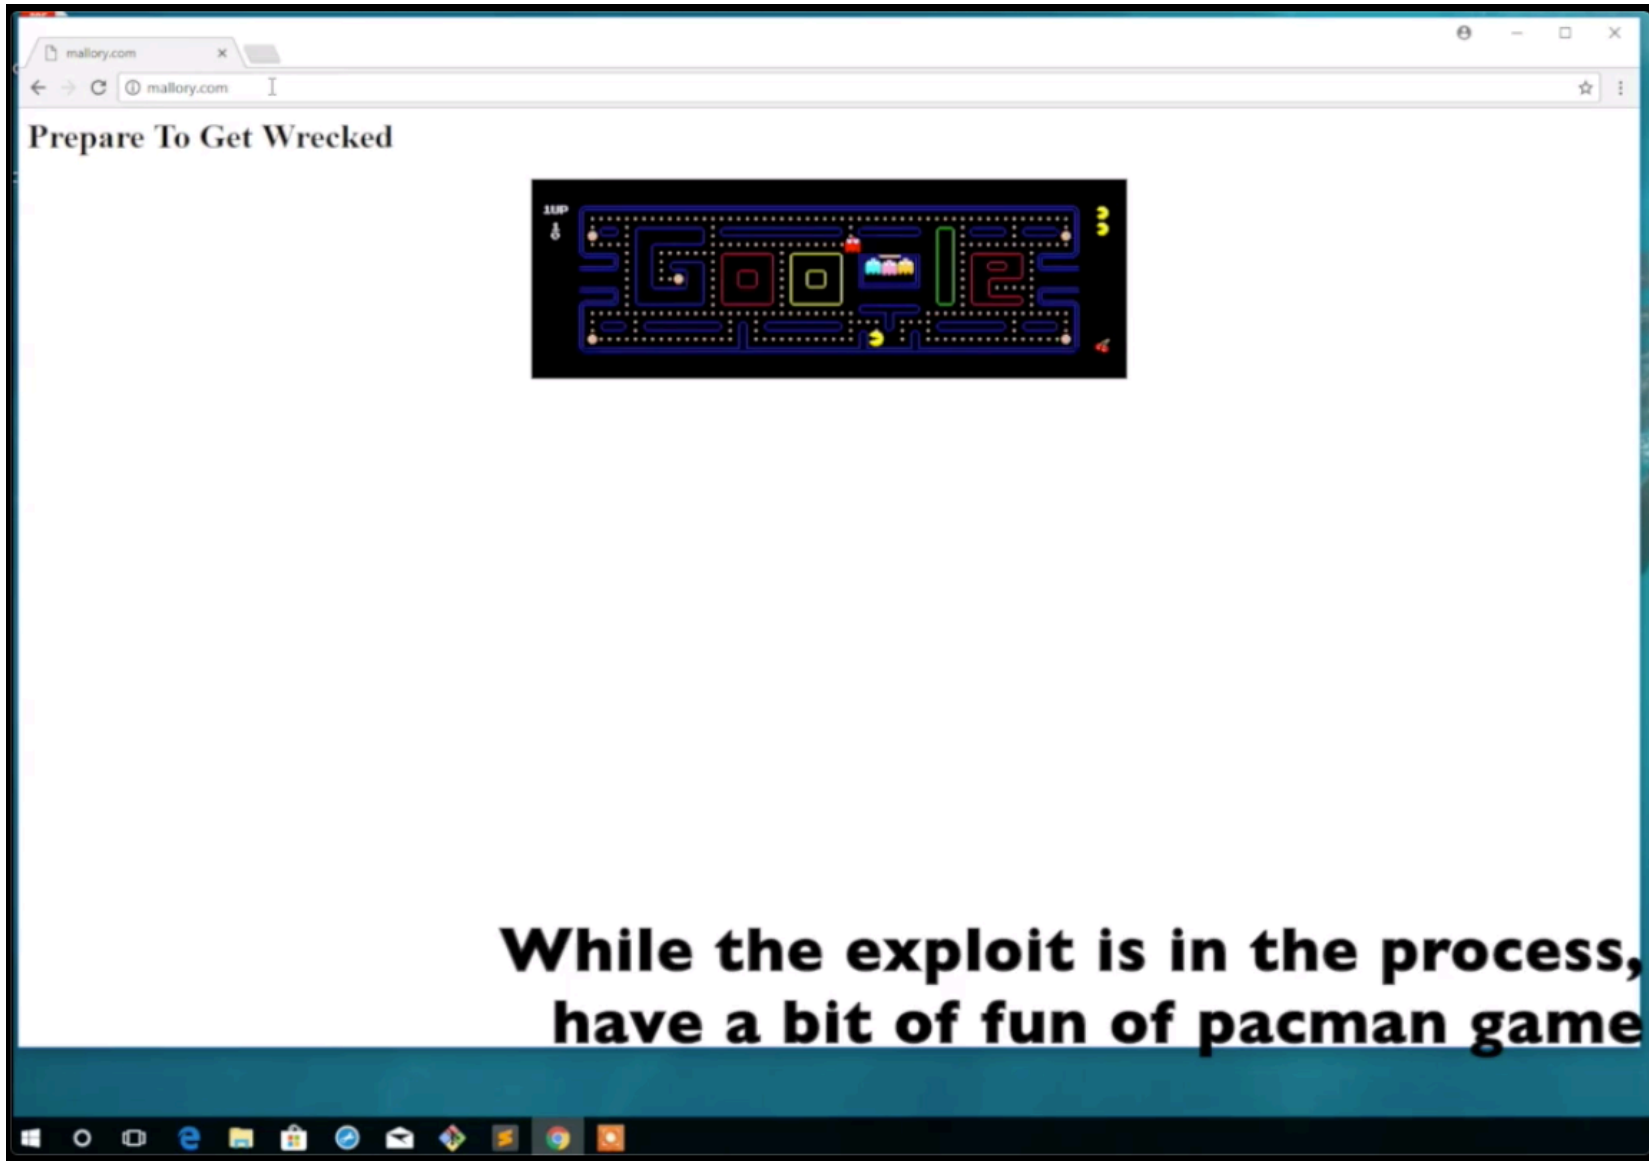 mallory.com
mallory.com
Prepare To Get Wrecked
1UP
While the exploit is in the process,
have a bit of fun of pacman game